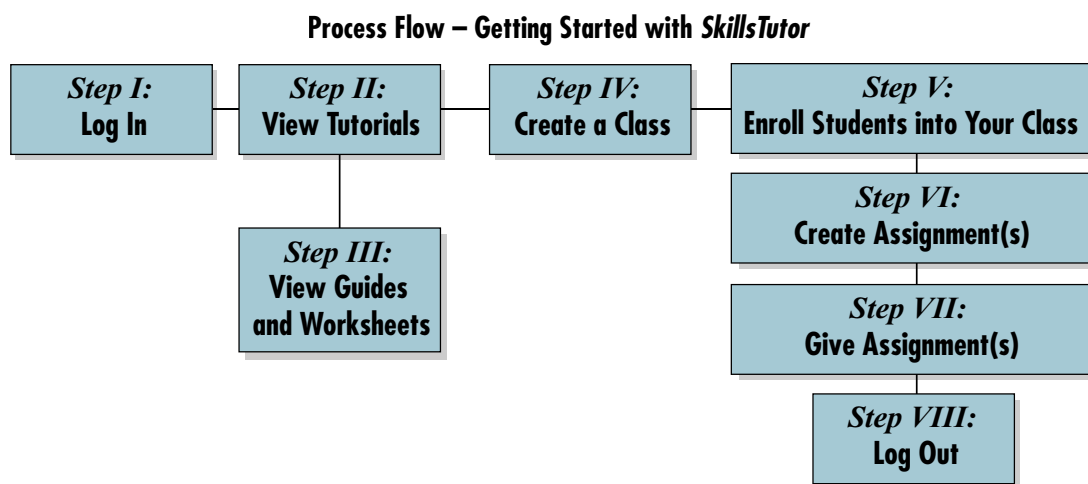 Process Flow – Getting Started with SkillsTutor
Step I:
Log In
Step II:
View Tutorials
Step III:
View Guides
and Worksheets
Step IV:
Create a Class
Step V:
Enroll Students into Your Class
Step VI:
Create Assignment(s)
Step VII:
Give Assignment(s)
Step VIII:
Log Out